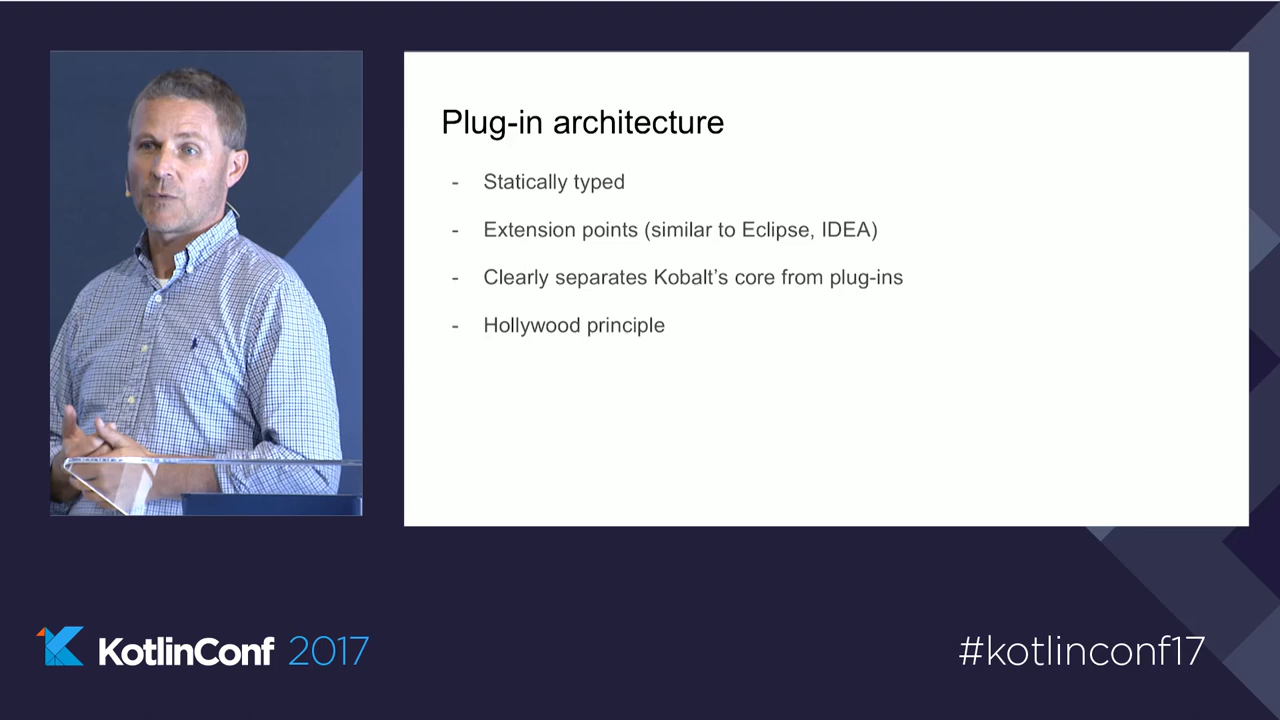 Plug-in architecture
- Statically typed
- Extension points (similar to Eclipse, IDEA)
- Clearly separates Kobalt’s core from plug-ins
- Hollywood principle
KotlinConf 2017
#kotlinconf17